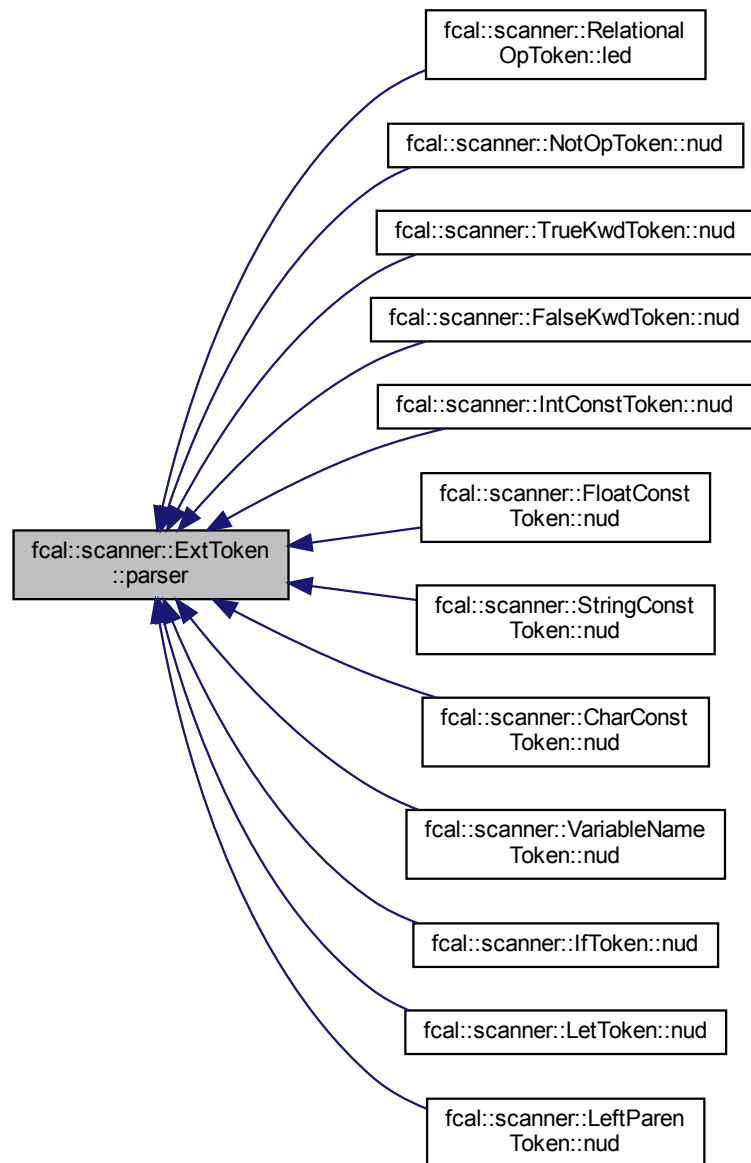 fcal::scanner::Relational
OpToken::led
fcal::scanner::NotOpToken::nud
fcal::scanner::TrueKwdToken::nud
fcal::scanner::FalseKwdToken::nud
fcal::scanner::IntConstToken::nud
fcal::scanner::FloatConst
Token::nud
fcal::scanner::ExtToken
::parser
fcal::scanner::StringConst
Token::nud
fcal::scanner::CharConst
Token::nud
fcal::scanner::VariableName
Token::nud
fcal::scanner::IfToken::nud
fcal::scanner::LetToken::nud
fcal::scanner::LeftParen
Token::nud